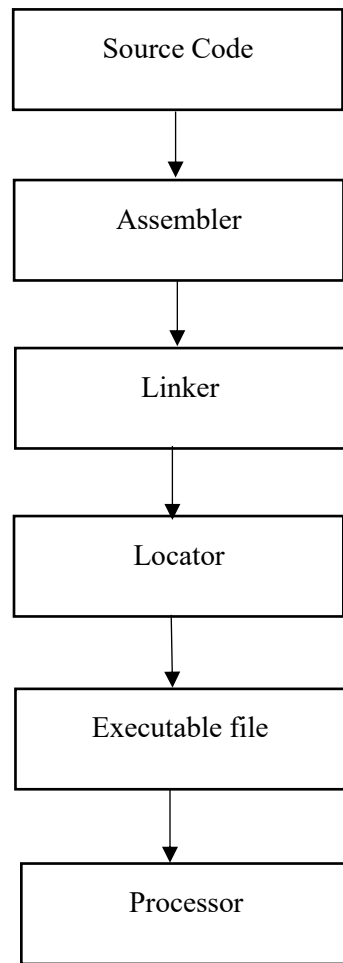 Source Code
Assembler
Linker
Locator
Executable file
Processor